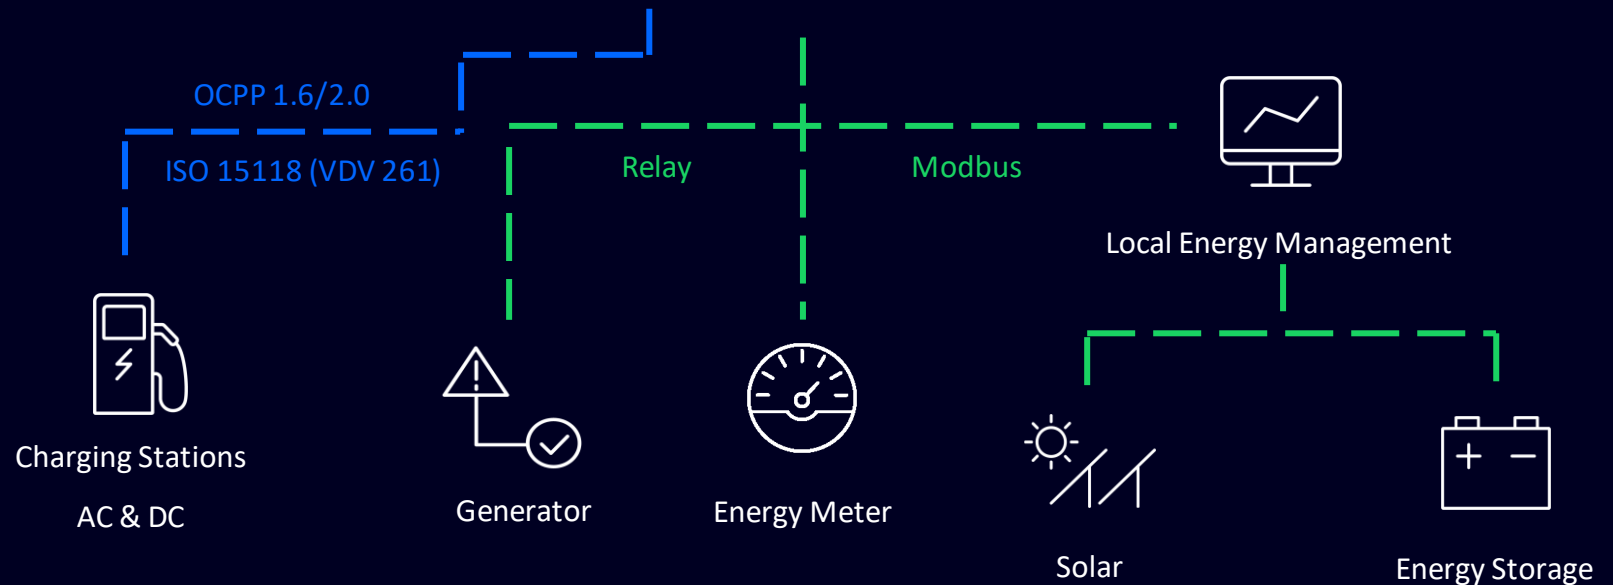 OCPP 1.6/2.0
ISO 15118 (VDV 261)
Relay
Modbus
Local Energy Management
Charging Stations
AC & DC
Generator
Energy Meter
Solar
Energy Storage